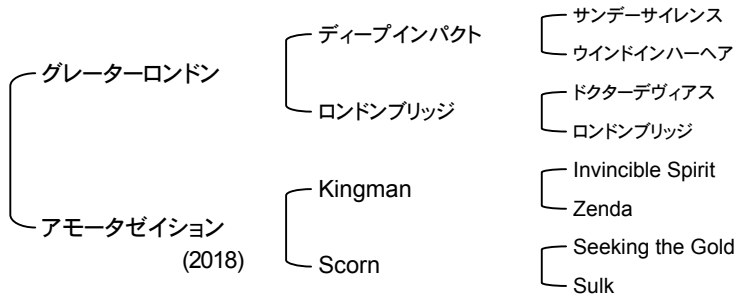 グレーターロンドン
アモータゼイション
(2018)
ディープインパクト
ロンドンブリッジ
Kingman
Scorn
サンデーサイレンス
ウインドインハーヘア
ドクターデヴィアス
ロンドンブリッジ
Invincible Spirit
Zenda
Seeking the Gold
Sulk